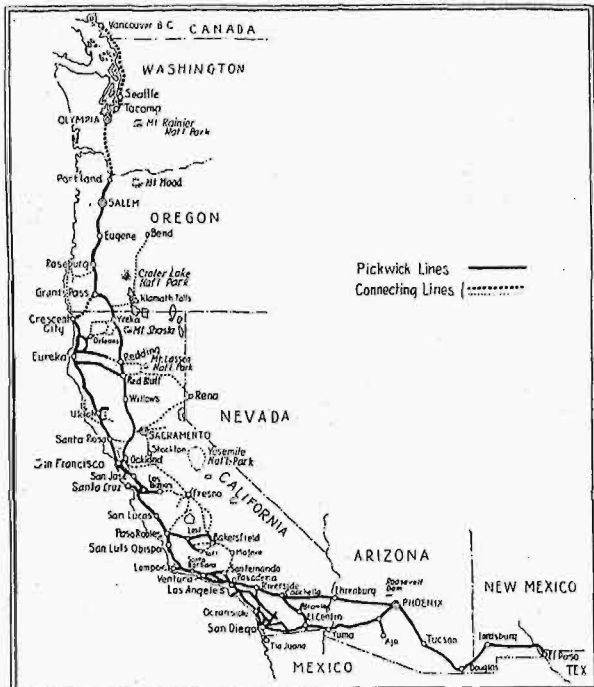 Vancouver B C
CANADA
WASHINGTON
Seattle
Tacoma
OLYMPIA
Mt Rainier
Nat'l Park
Portland
Mt Hood
SALEM
OREGON
Eugene
Bend
Roseburg
Crater Lake
Nat'l Park
Pickwick Lines
Connecting Lines
Grants Pass
Klamath Falls
Crescent
City
Yreka
Mt Shasta
Orleans
Eureka
Redding
Mt Lassen
Nat'l Park
Red Bluff
Willows
Reno
NEVADA
Ukiah
SACRAMENTO
Santa Rosa
Stockton
Yosemite
Nat'l Park
San Francisco
Oakland
San Jose
Los
Banos
Santa Cruz
Fresno
CALIFORNIA
San Lucas
Paso Robles
Lost
Hills
Bakersfield
San Luis Obispo
Taft
Mojave
ARIZONA
Lompoc
Santa
Barbara
San Fernando
Roosevelt
Dam
NEW MEXICO
Ventura
Pasadena
Riverside
Coachella
Ehrenburg
PHOENIX
Los Angeles
Brawley
Oceanside
El Centro
Lordsburg
San Diego
Yuma
Ajo
Tucson
El Paso
Tia Juana
MEXICO
Douglas
TEX